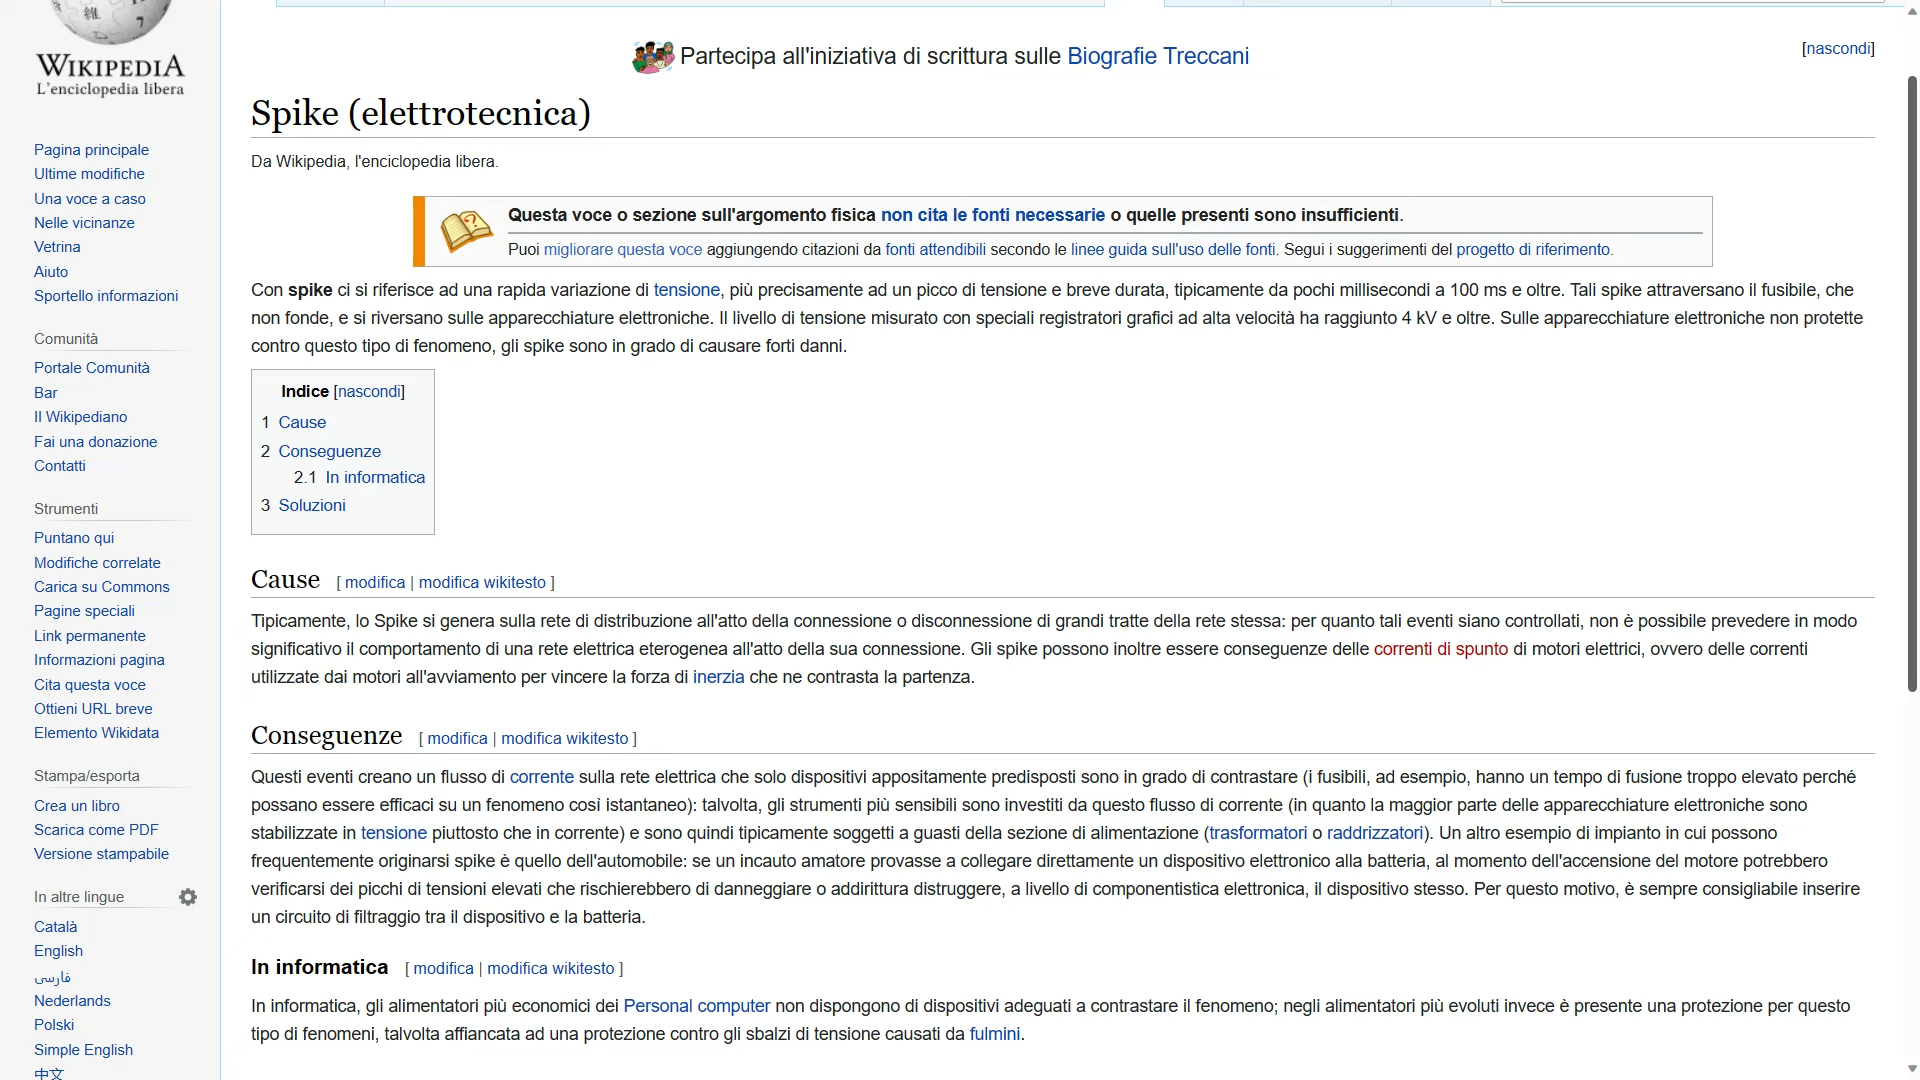 WIKIPEDIA
L'enciclopedia libera
Pagina principale
Ultime modifiche
Una voce a caso
Nelle vicinanze
Vetrina
Aiuto
Sportello informazioni
Comunità
Portale Comunità
Bar
Il Wikipediano
Fai una donazione
Contatti
Strumenti
Puntano qui
Modifiche correlate
Carica su Commons
Pagine speciali
Link permanente
Informazioni pagina
Cita questa voce
Ottieni URL breve
Elemento Wikidata
Stampa/esporta
Crea un libro
Scarica come PDF
Versione stampabile
In altre lingue
Català
English
فارسی
Nederlands
Polski
Simple English
中文
Partecipa all'iniziativa di scrittura sulle Biografie Treccani
[nascondi]
Spike (elettrotecnica)
Da Wikipedia, l'enciclopedia libera.
Questa voce o sezione sull'argomento fisica non cita le fonti necessarie o quelle presenti sono insufficienti.
Puoi migliorare questa voce aggiungendo citazioni da fonti attendibili secondo le linee guida sull'uso delle fonti. Segui i suggerimenti del progetto di riferimento.
Con spike ci si riferisce ad una rapida variazione di tensione, più precisamente ad un picco di tensione e breve durata, tipicamente da pochi millisecondi a 100 ms e oltre. Tali spike attraversano il fusibile, che
non fonde, e si riversano sulle apparecchiature elettroniche. Il livello di tensione misurato con speciali registratori grafici ad alta velocità ha raggiunto 4 kV e oltre. Sulle apparecchiature elettroniche non protette
contro questo tipo di fenomeno, gli spike sono in grado di causare forti danni.
Indice [nascondi]
1 Cause
2 Conseguenze
2.1 In informatica
3 Soluzioni
Cause [ modifica | modifica wikitesto ]
Tipicamente, lo Spike si genera sulla rete di distribuzione all'atto della connessione o disconnessione di grandi tratte della rete stessa: per quanto tali eventi siano controllati, non è possibile prevedere in modo
significativo il comportamento di una rete elettrica eterogenea all'atto della sua connessione. Gli spike possono inoltre essere conseguenze delle correnti di spunto di motori elettrici, ovvero delle correnti
utilizzate dai motori all'avviamento per vincere la forza di inerzia che ne contrasta la partenza.
Conseguenze [ modifica | modifica wikitesto ]
Questi eventi creano un flusso di corrente sulla rete elettrica che solo dispositivi appositamente predisposti sono in grado di contrastare (i fusibili, ad esempio, hanno un tempo di fusione troppo elevato perché
possano essere efficaci su un fenomeno così istantaneo): talvolta, gli strumenti più sensibili sono investiti da questo flusso di corrente (in quanto la maggior parte delle apparecchiature elettroniche sono
stabilizzate in tensione piuttosto che in corrente) e sono quindi tipicamente soggetti a guasti della sezione di alimentazione (trasformatori o raddrizzatori). Un altro esempio di impianto in cui possono
frequentemente originarsi spike è quello dell'automobile: se un incauto amatore provasse a collegare direttamente un dispositivo elettronico alla batteria, al momento dell'accensione del motore potrebbero
verificarsi dei picchi di tensioni elevati che rischierebbero di danneggiare o addirittura distruggere, a livello di componentistica elettronica, il dispositivo stesso. Per questo motivo, è sempre consigliabile inserire
un circuito di filtraggio tra il dispositivo e la batteria.
In informatica [ modifica | modifica wikitesto ]
In informatica, gli alimentatori più economici dei Personal computer non dispongono di dispositivi adeguati a contrastare il fenomeno; negli alimentatori più evoluti invece è presente una protezione per questo
tipo di fenomeni, talvolta affiancata ad una protezione contro gli sbalzi di tensione causati da fulmini.